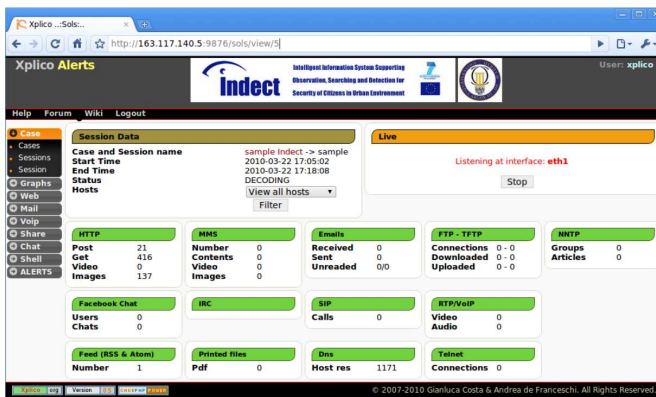 Xplico ..:Sols:..
http://163.117.140.5:9876/sols/view/5
Xplico Alerts
indect
Intelligent Information System Supporting
Observation, Searching and Detection for
Security of Citizens in Urban Environment
User: xplico
Help Forum Wiki Logout
Case
Cases
Sessions
Session
Graphs
Web
Mail
Voip
Share
Chat
Shell
ALERTS
Session Data
Case and Session name sample Indect -> sample
Start Time 2010-03-22 17:05:02
End Time 2010-03-22 17:18:08
Status DECODING
Hosts View all hosts
Filter
Live
Listening at interface: eth1
Stop
HTTP
Post 21
Get 416
Video 0
Images 137
MMS
Number 0
Contents 0
Video 0
Images 0
Emails
Received 0
Sent 0
Unreaded 0/0
FTP - TFTP
Connections 0 - 0
Downloaded 0 - 0
Uploaded 0 - 0
NNTP
Groups 0
Articles 0
Facebook Chat
Users 0
Chats 0
IRC
SIP
Calls 0
RTP/VoIP
Video 0
Audio 0
Feed (RSS & Atom)
Number 1
Printed files
Pdf 0
Dns
Host res 1171
Telnet
Connections 0
Xplico org
Version
CAKEPHP POWER
© 2007-2010 Gianluca Costa & Andrea de Franceschi. All Rights Reserved.